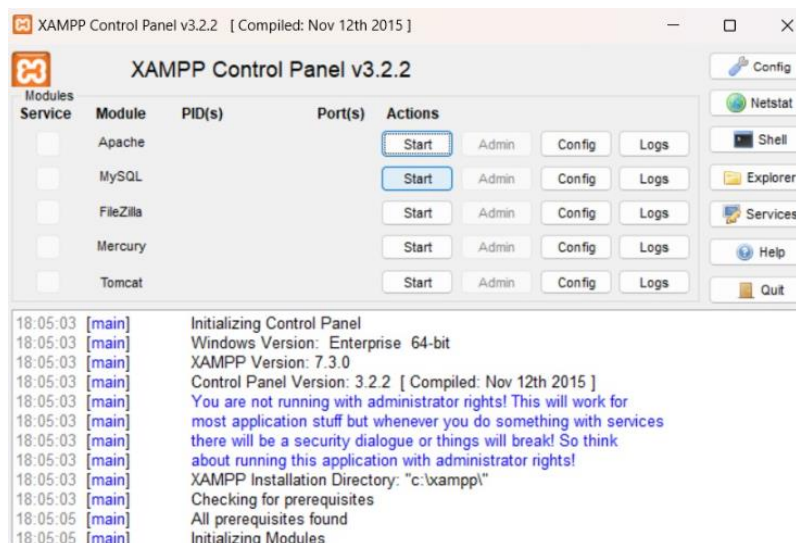 XAMPP Control Panel v3.2.2 [ Compiled: Nov 12th 2015 ]
XAMPP Control Panel v3.2.2
Modules
Service Module PID(s) Port(s) Actions
Apache Start Admin Config Logs
MySQL Start Admin Config Logs
FileZilla Start Admin Config Logs
Mercury Start Admin Config Logs
Tomcat Start Admin Config Logs
Config
Netstat
Shell
Explorer
Services
Help
Quit
18:05:03 [main] Initializing Control Panel
18:05:03 [main] Windows Version: Enterprise 64-bit
18:05:03 [main] XAMPP Version: 7.3.0
18:05:03 [main] Control Panel Version: 3.2.2 [ Compiled: Nov 12th 2015 ]
18:05:03 [main] You are not running with administrator rights! This will work for
18:05:03 [main] most application stuff but whenever you do something with services
18:05:03 [main] there will be a security dialogue or things will break! So think
18:05:03 [main] about running this application with administrator rights!
18:05:03 [main] XAMPP Installation Directory: "c:\xampp\"
18:05:03 [main] Checking for prerequisites
18:05:05 [main] All prerequisites found
18:05:05 [main] Initializing Modules